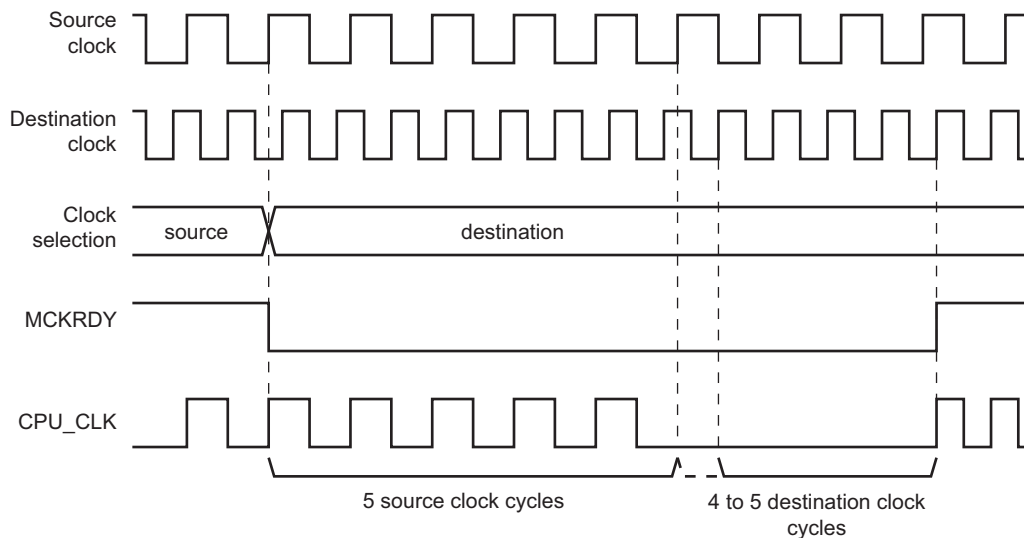 Source
clock
Destination
clock
Clock
selection
source
destination
MCKRDY
CPU_CLK
5 source clock cycles
4 to 5 destination clock
cycles